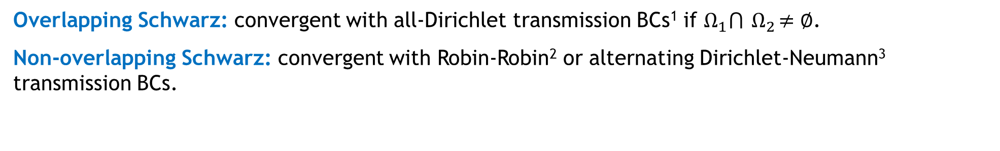 Overlapping Schwarz: convergent with all-Dirichlet transmission BCs¹ if Ω₁∩ Ω₂ ≠ ∅.
Non-overlapping Schwarz: convergent with Robin-Robin² or alternating Dirichlet-Neumann³
transmission BCs.